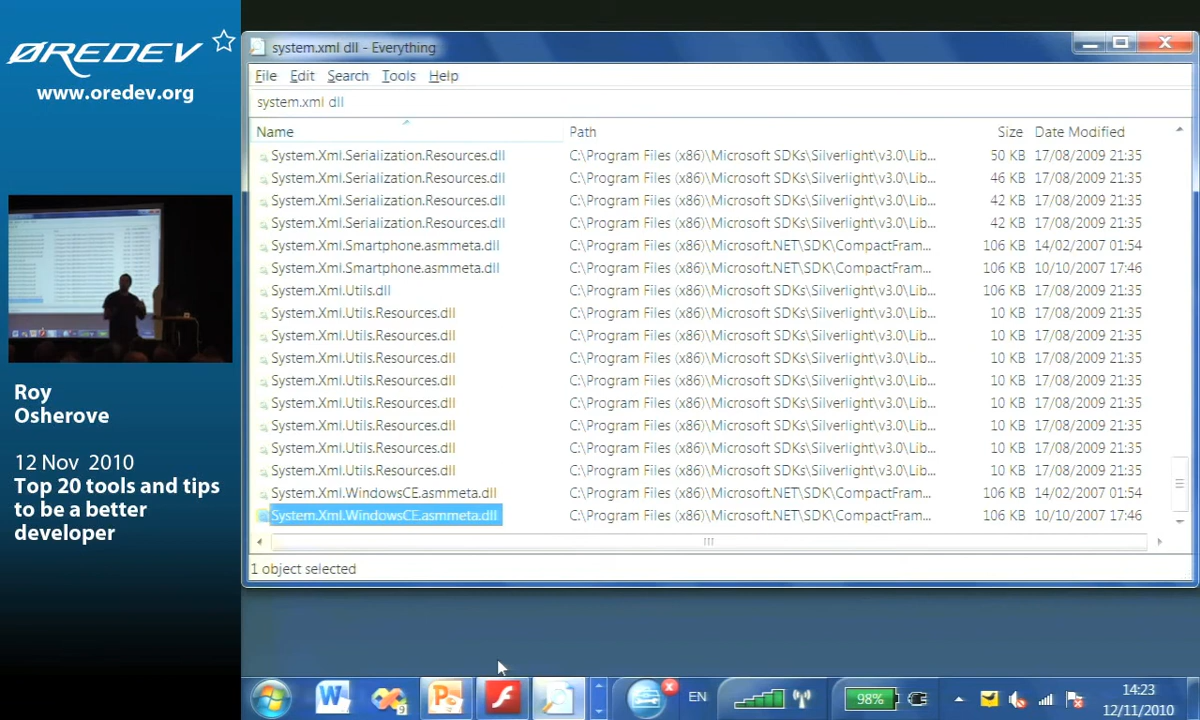 ØREDEV
www.oredev.org
Roy
Osherove
12 Nov 2010
Top 20 tools and tips
to be a better
developer
system.xml dll - Everything
File Edit Search Tools Help
system.xml dll
Name Path Size Date Modified
System.Xml.Serialization.Resources.dll C:\Program Files (x86)\Microsoft SDKs\Silverlight\v3.0\Lib... 50 KB 17/08/2009 21:35
System.Xml.Serialization.Resources.dll C:\Program Files (x86)\Microsoft SDKs\Silverlight\v3.0\Lib... 46 KB 17/08/2009 21:35
System.Xml.Serialization.Resources.dll C:\Program Files (x86)\Microsoft SDKs\Silverlight\v3.0\Lib... 42 KB 17/08/2009 21:35
System.Xml.Serialization.Resources.dll C:\Program Files (x86)\Microsoft SDKs\Silverlight\v3.0\Lib... 42 KB 17/08/2009 21:35
System.Xml.Smartphone.asmmeta.dll C:\Program Files (x86)\Microsoft.NET\SDK\CompactFram... 106 KB 14/02/2007 01:54
System.Xml.Smartphone.asmmeta.dll C:\Program Files (x86)\Microsoft.NET\SDK\CompactFram... 106 KB 10/10/2007 17:46
System.Xml.Utils.dll C:\Program Files (x86)\Microsoft SDKs\Silverlight\v3.0\Lib... 106 KB 17/08/2009 21:35
System.Xml.Utils.Resources.dll C:\Program Files (x86)\Microsoft SDKs\Silverlight\v3.0\Lib... 10 KB 17/08/2009 21:35
System.Xml.Utils.Resources.dll C:\Program Files (x86)\Microsoft SDKs\Silverlight\v3.0\Lib... 10 KB 17/08/2009 21:35
System.Xml.Utils.Resources.dll C:\Program Files (x86)\Microsoft SDKs\Silverlight\v3.0\Lib... 10 KB 17/08/2009 21:35
System.Xml.Utils.Resources.dll C:\Program Files (x86)\Microsoft SDKs\Silverlight\v3.0\Lib... 10 KB 17/08/2009 21:35
System.Xml.Utils.Resources.dll C:\Program Files (x86)\Microsoft SDKs\Silverlight\v3.0\Lib... 10 KB 17/08/2009 21:35
System.Xml.Utils.Resources.dll C:\Program Files (x86)\Microsoft SDKs\Silverlight\v3.0\Lib... 10 KB 17/08/2009 21:35
System.Xml.Utils.Resources.dll C:\Program Files (x86)\Microsoft SDKs\Silverlight\v3.0\Lib... 10 KB 17/08/2009 21:35
System.Xml.Utils.Resources.dll C:\Program Files (x86)\Microsoft SDKs\Silverlight\v3.0\Lib... 10 KB 17/08/2009 21:35
System.Xml.WindowsCE.asmmeta.dll C:\Program Files (x86)\Microsoft.NET\SDK\CompactFram... 106 KB 14/02/2007 01:54
System.Xml.WindowsCE.asmmeta.dll C:\Program Files (x86)\Microsoft.NET\SDK\CompactFram... 106 KB 10/10/2007 17:46
1 object selected
EN 98% 14:23
12/11/2010